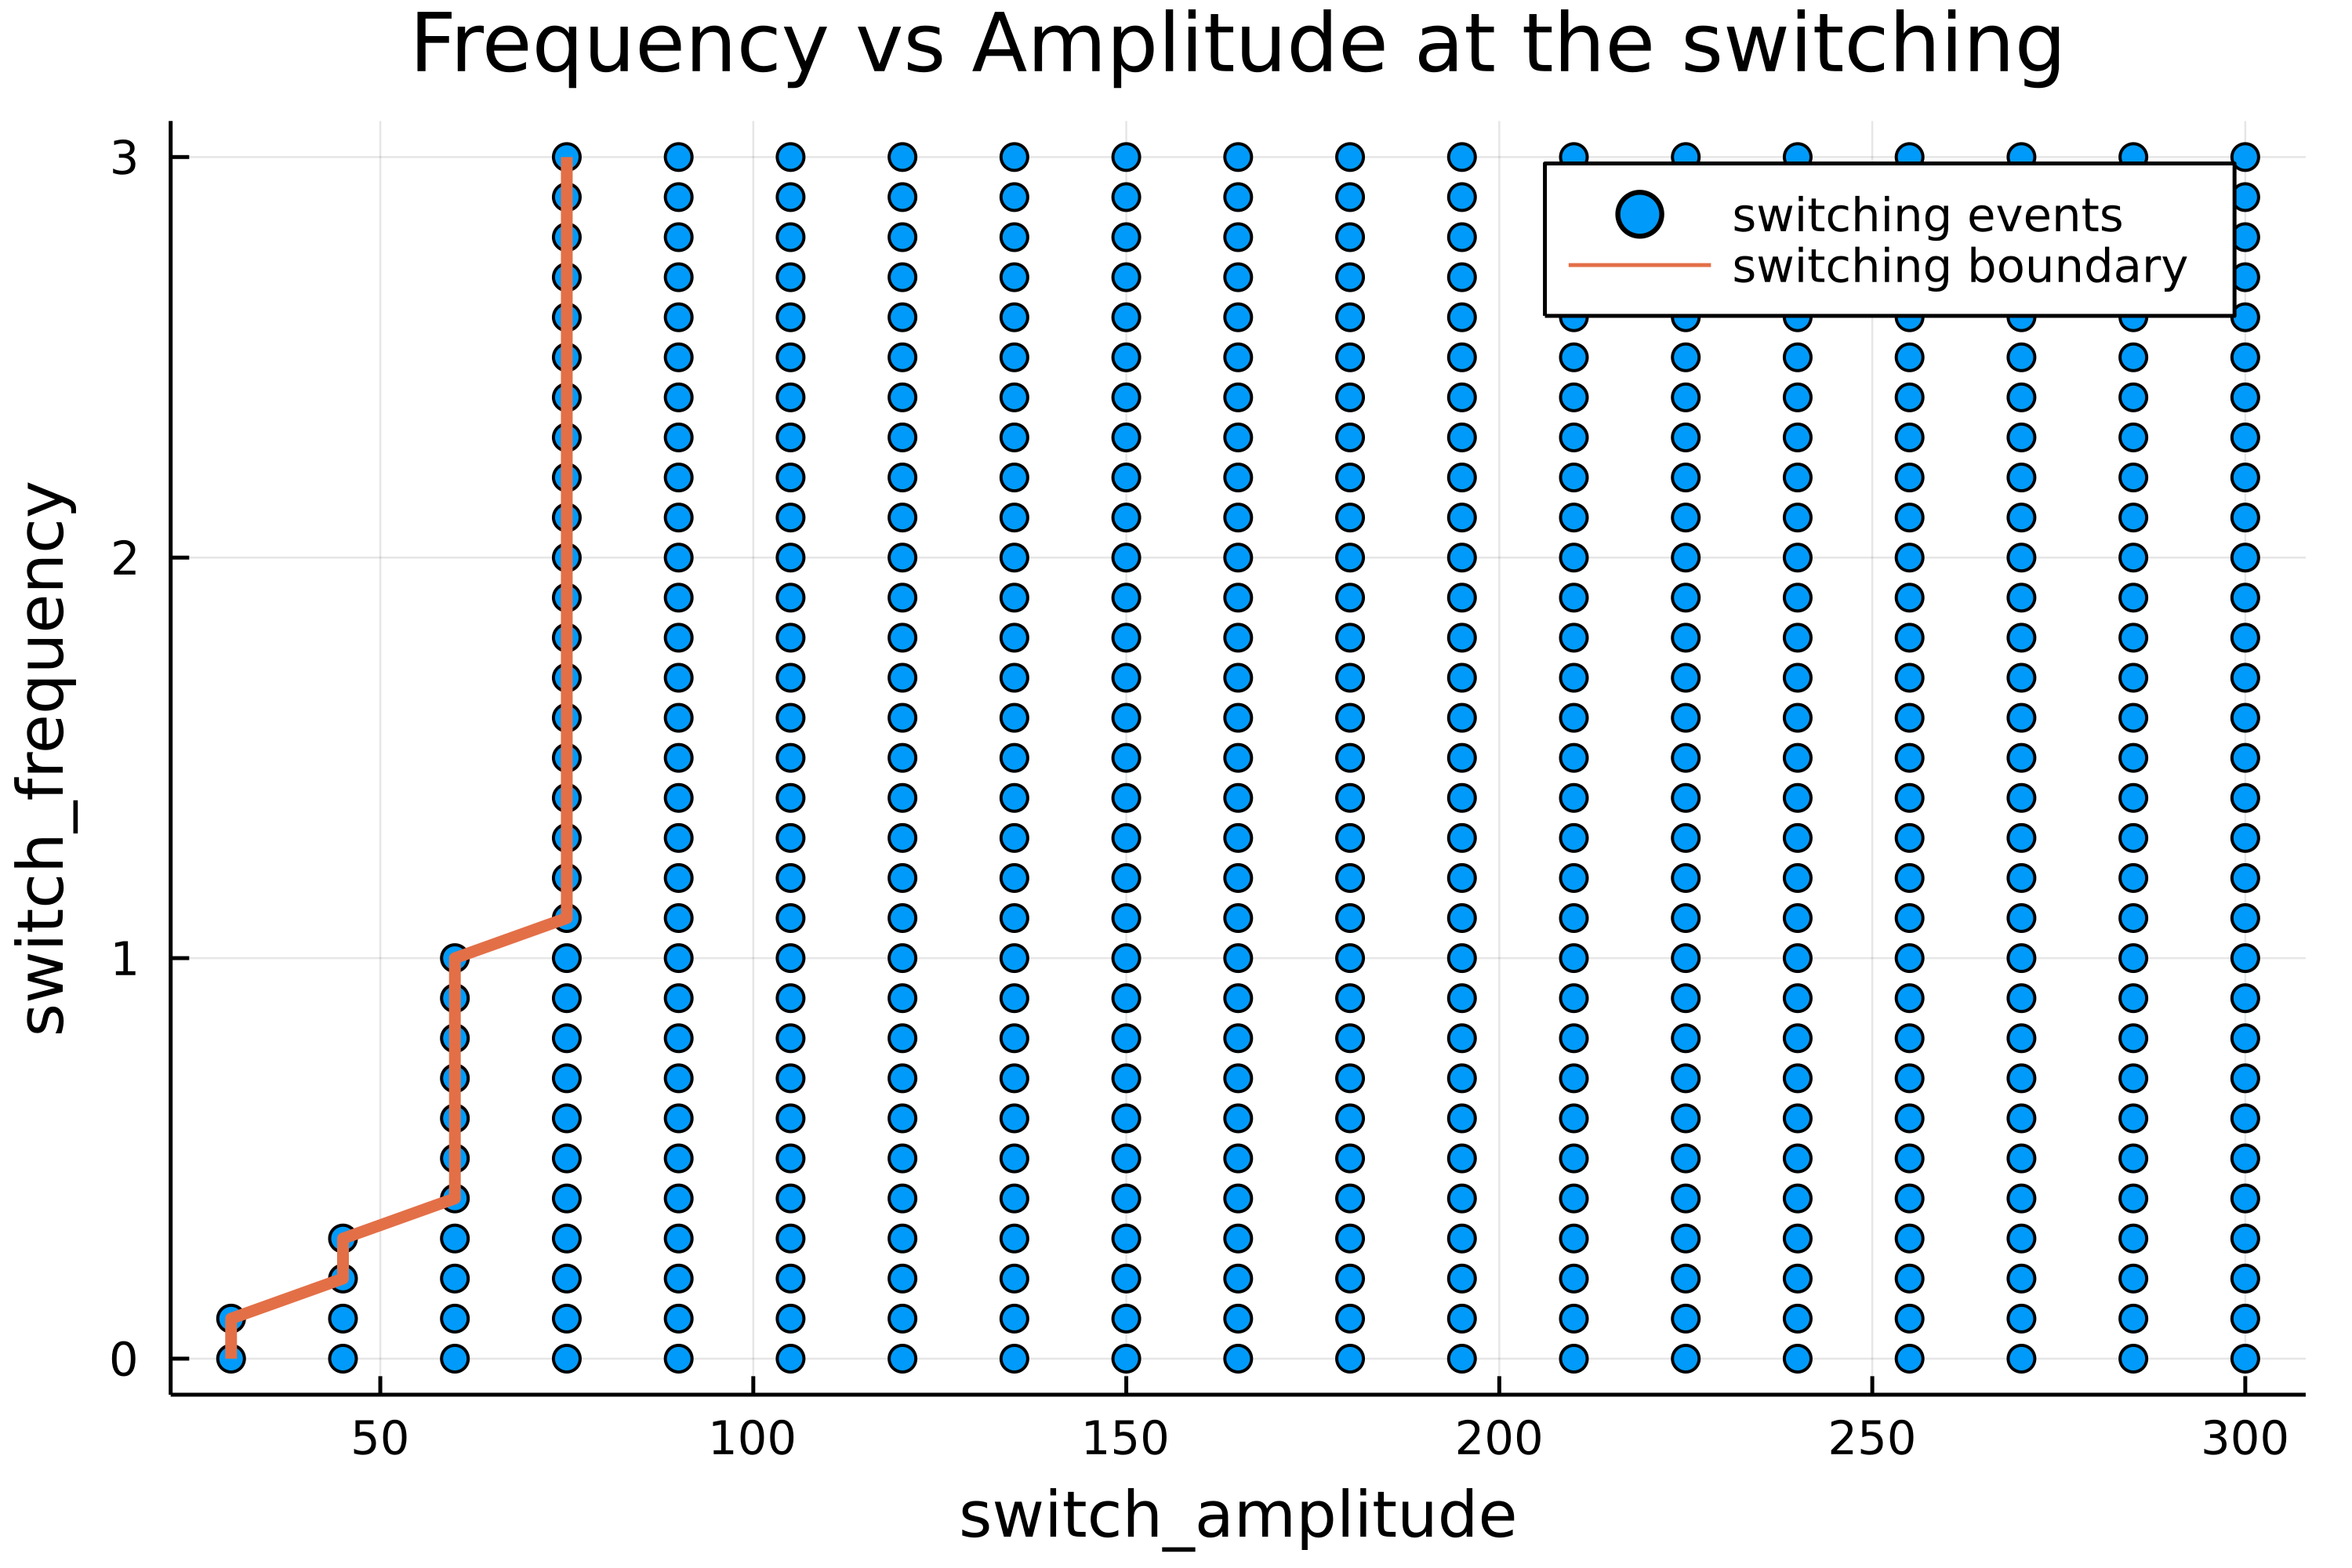 Frequency vs Amplitude at the switching
switching events
switching boundary
switch_frequency
3
2
1
0
50 100 150 200 250 300
switch_amplitude